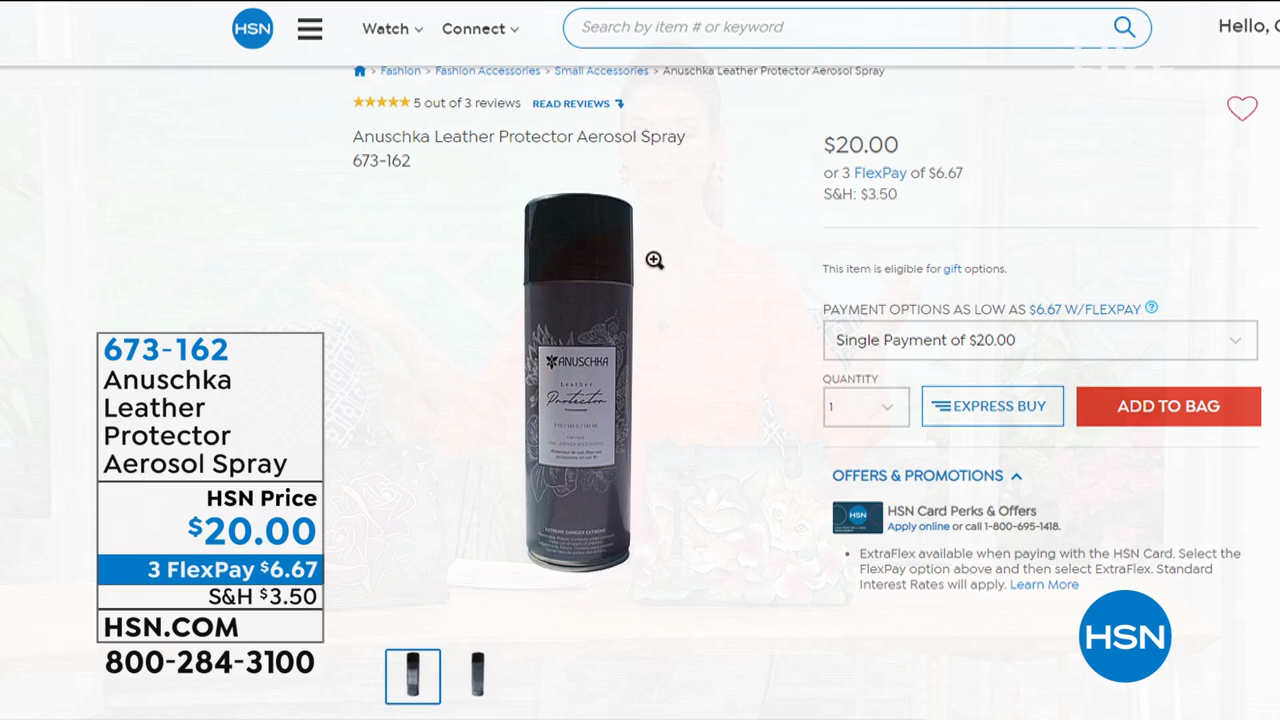 HSN
Watch
Connect
Search by item # or keyword
Hello,
> Fashion > Fashion Accessories > Small Accessories > Anuschka Leather Protector Aerosol Spray
5 out of 3 reviews READ REVIEWS
Anuschka Leather Protector Aerosol Spray
673-162
$20.00
or 3 FlexPay of $6.67
S&H: $3.50
This item is eligible for gift options.
PAYMENT OPTIONS AS LOW AS $6.67 W/FLEXPAY ?
Single Payment of $20.00
QUANTITY
1
EXPRESS BUY
ADD TO BAG
OFFERS & PROMOTIONS
HSN
HSN Card Perks & Offers
Apply online or call 1-800-695-1418.
• ExtraFlex available when paying with the HSN Card. Select the
FlexPay option above and then select ExtraFlex. Standard
Interest Rates will apply. Learn More
ANUSCHKA
Leather
Protector
EXTREME DANGER EXTREME
673-162
Anuschka
Leather
Protector
Aerosol Spray
HSN Price
$20.00
3 FlexPay $6.67
S&H $3.50
HSN.COM
800-284-3100
HSN